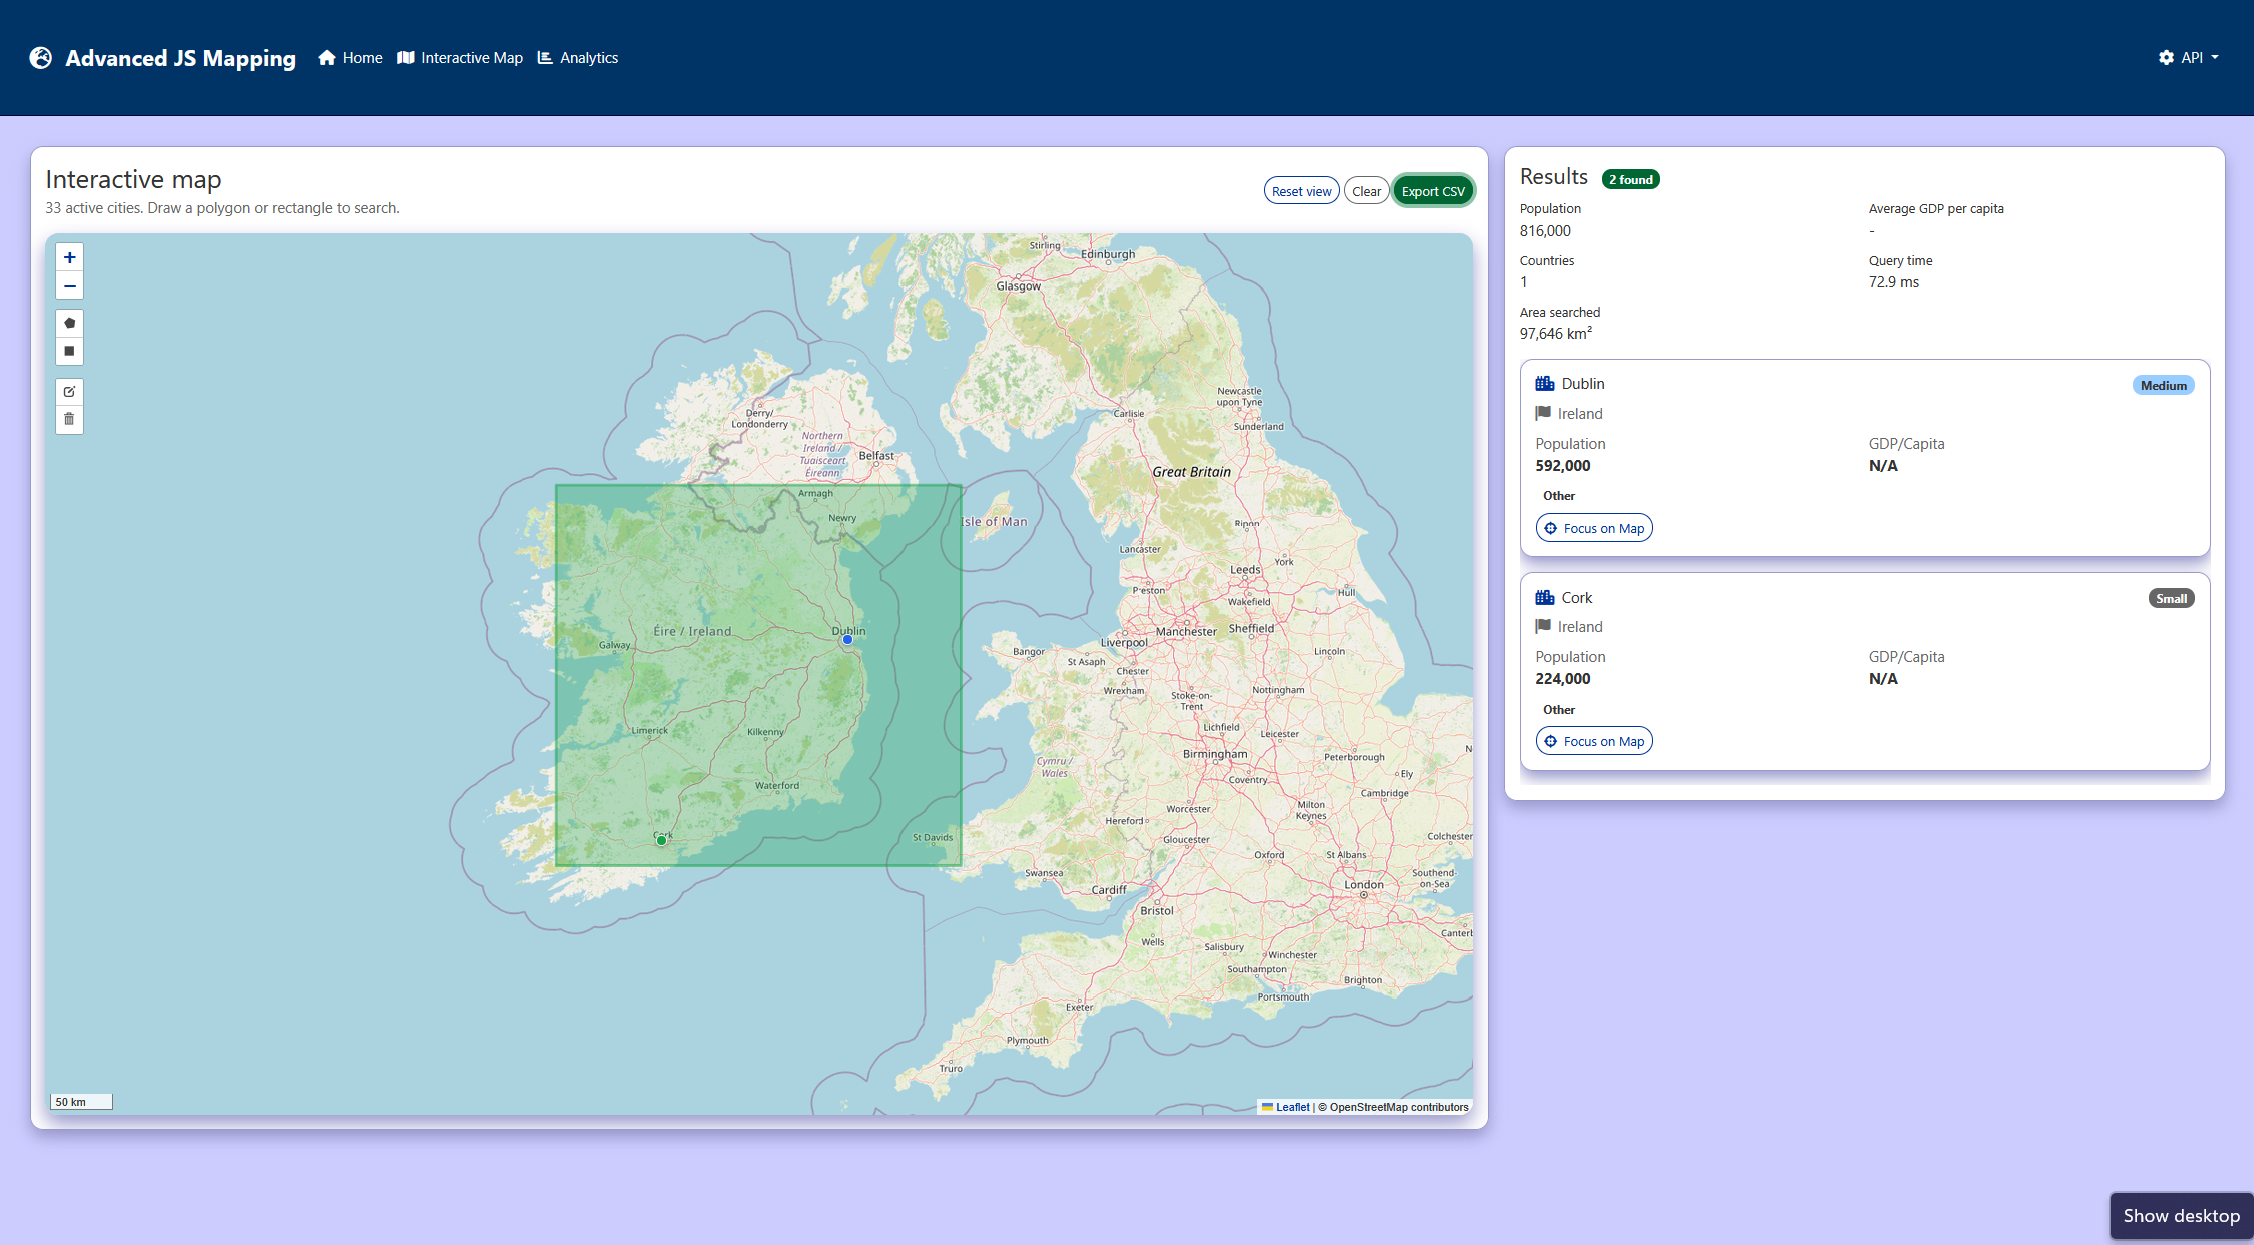 Advanced JS Mapping
Home
Interactive Map
Analytics
API
Interactive map
33 active cities. Draw a polygon or rectangle to search.
Reset view
Clear
Export CSV
+
−
Stirling
Edinburgh
Glasgow
Newcastle
upon Tyne
Carlisle
Sunderland
Derry/
Londonderry
Northern
Ireland /
Tuaisceart
Éireann
Belfast
Great Britain
Armagh
Newry
Isle of Man
Ripon
Lancaster
York
Leeds
Preston
Hull
Wakefield
Éire / Ireland
Dublin
Galway
Manchester
Sheffield
Liverpool
Bangor
St Asaph
Chester
Lincoln
Wrexham
Stoke-on-
Trent
Nottingham
Limerick
Kilkenny
Lichfield
Leicester
Birmingham
Peterborough
N
Cymru /
Wales
Coventry
Ely
Waterford
Cambridge
Worcester
Milton
Keynes
Hereford
Cork
St Davids
Gloucester
Colchester
Oxford
St Albans
Swansea
Cardiff
London
Southend-
on-Sea
Bristol
Wells
Salisbury
Canterb
Winchester
Southampton
Brighton
Portsmouth
Exeter
Plymouth
Truro
50 km
Leaflet | © OpenStreetMap contributors
Results
2 found
Population
816,000
Average GDP per capita
-
Countries
1
Query time
72.9 ms
Area searched
97,646 km²
Dublin
Medium
Ireland
Population
592,000
GDP/Capita
N/A
Other
Focus on Map
Cork
Small
Ireland
Population
224,000
GDP/Capita
N/A
Other
Focus on Map
Show desktop